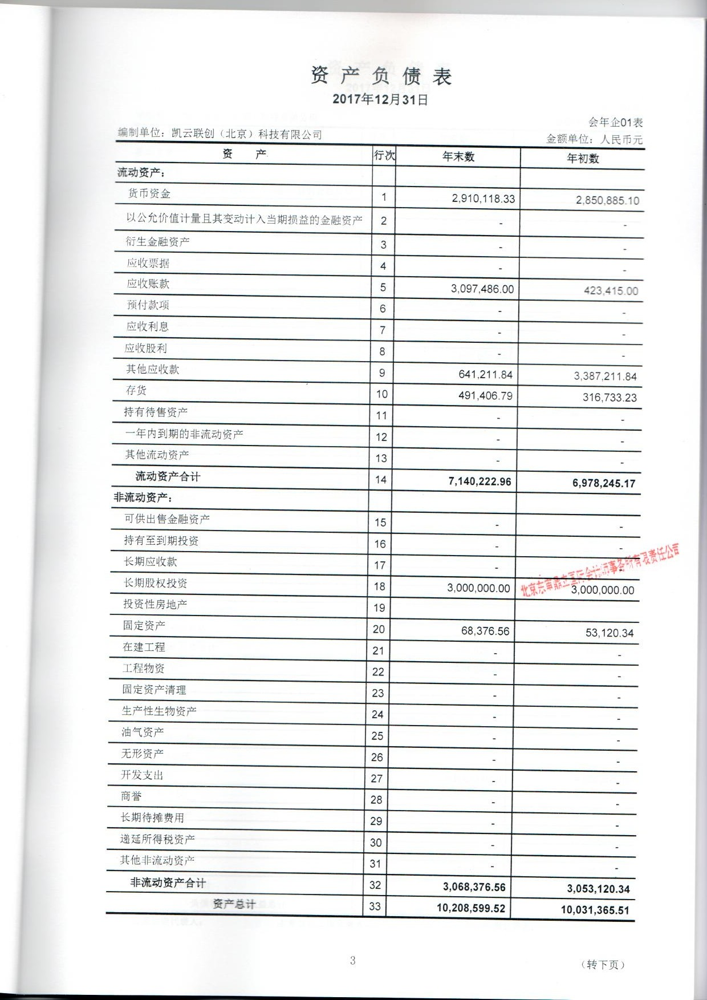 资产负债表
2017年12月31日
会年企01表
编制单位：凯云联创（北京）科技有限公司 金额单位：人民币元
资 产 行次 年末数 年初数
流动资产：
货币资金 1 2,910,118.33 2,850,885.10
以公允价值计量且其变动计入当期损益的金融资产 2 - -
衍生金融资产 3 - -
应收票据 4 - -
应收账款 5 3,097,486.00 423,415.00
预付款项 6 - -
应收利息 7 - -
应收股利 8 - -
其他应收款 9 641,211.84 3,387,211.84
存货 10 491,406.79 316,733.23
持有待售资产 11 - -
一年内到期的非流动资产 12 - -
其他流动资产 13 - -
流动资产合计 14 7,140,222.96 6,978,245.17
非流动资产：
可供出售金融资产 15 - -
持有至到期投资 16 - -
长期应收款 17 - -
长期股权投资 18 3,000,000.00 3,000,000.00
投资性房地产 19
固定资产 20 68,376.56 53,120.34
在建工程 21 - -
工程物资 22 - -
固定资产清理 23 - -
生产性生物资产 24 - -
油气资产 25 - -
无形资产 26 - -
开发支出 27 - -
商誉 28 - -
长期待摊费用 29 - -
递延所得税资产 30 - -
其他非流动资产 31 - -
非流动资产合计 32 3,068,376.56 3,053,120.34
资产总计 33 10,208,599.52 10,031,365.51
北京东审鼎立国际会计师事务所有限责任公司
3
（转下页）